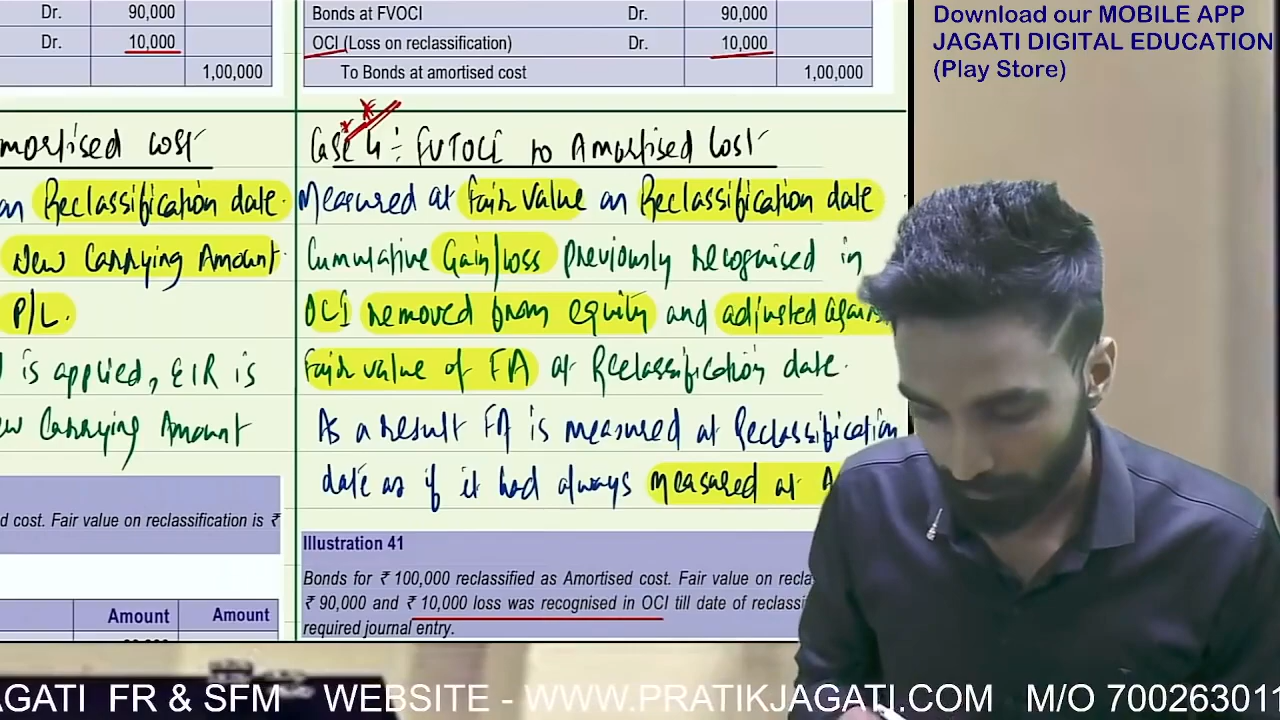 Dr. 90,000
Dr. 10,000
1,00,000
Bonds at FVOCI Dr. 90,000
OCI (Loss on reclassification) Dr. 10,000
To Bonds at amortised cost 1,00,000
Download our MOBILE APP
JAGATI DIGITAL EDUCATION
(Play Store)
mortised cost
an Reclassification date.
New Carrying Amount
P/L.
is applied, EIR is
ew Carrying Amount
d cost. Fair value on reclassification is ₹
Amount Amount
Case 4 :- FVTOCI to Amortised Cost
Measured at fair value on Reclassification date
Cumulative Gain/loss previously recognised in
OCI removed from equity and adjusted agains
Fair value of FA at Reclassification date.
As a result FA is measured at Reclassification
date as if it had always measured at A
Illustration 41
Bonds for ₹ 100,000 reclassified as Amortised cost. Fair value on recla
₹ 90,000 and ₹ 10,000 loss was recognised in OCI till date of reclassi
required journal entry.
AGATI FR & SFM WEBSITE - WWW.PRATIKJAGATI.COM M/O 700263011